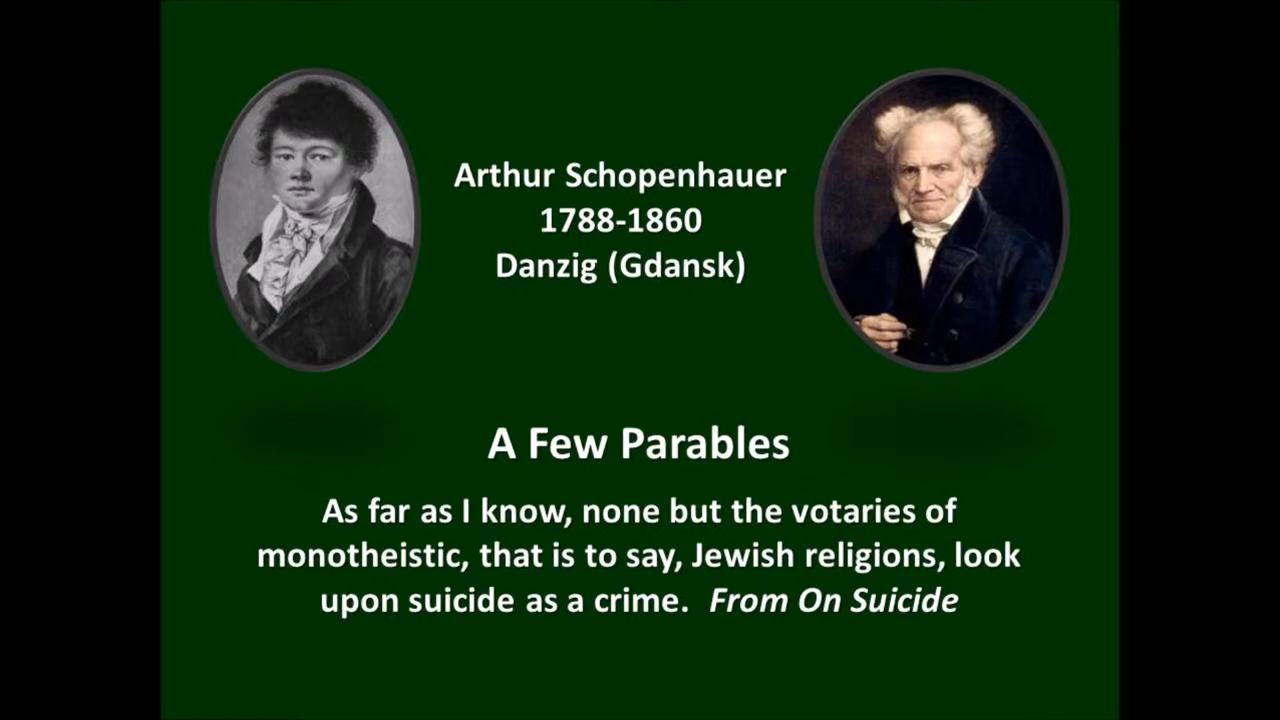 Arthur Schopenhauer
1788-1860
Danzig (Gdansk)
A Few Parables
As far as I know, none but the votaries of
monotheistic, that is to say, Jewish religions, look
upon suicide as a crime. From On Suicide